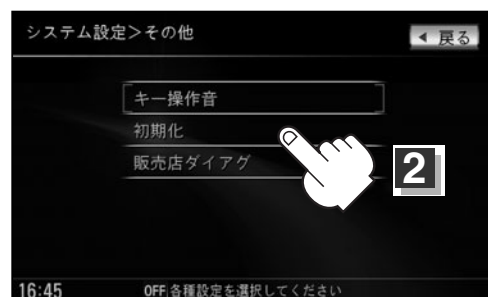 システム設定＞その他
◀ 戻る
キー操作音
初期化
販売店ダイアグ
2
16:45 OFF 各種設定を選択してください